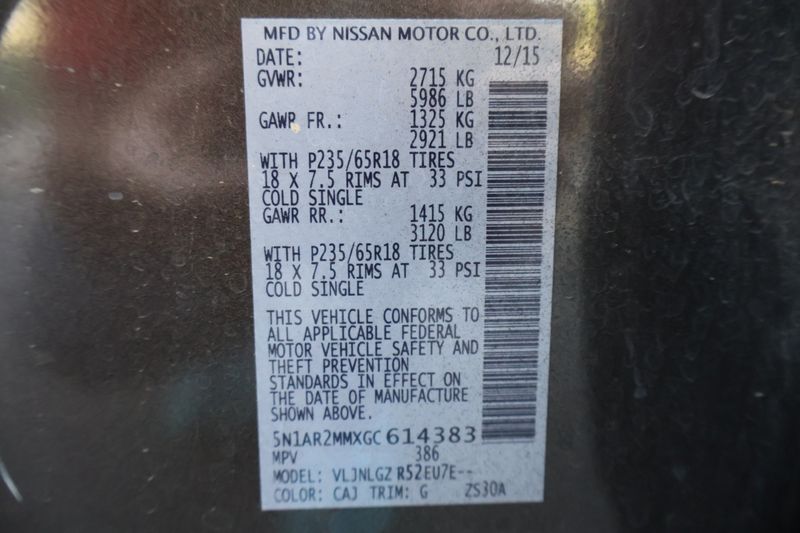 MFD BY NISSAN MOTOR CO., LTD.
DATE: 12/15
GVWR: 2715 KG
5986 LB
GAWR FR.: 1325 KG
2921 LB
WITH P235/65R18 TIRES
18 X 7.5 RIMS AT 33 PSI
COLD SINGLE
GAWR RR.: 1415 KG
3120 LB
WITH P235/65R18 TIRES
18 X 7.5 RIMS AT 33 PSI
COLD SINGLE
THIS VEHICLE CONFORMS TO
ALL APPLICABLE FEDERAL
MOTOR VEHICLE SAFETY AND
THEFT PREVENTION
STANDARDS IN EFFECT ON
THE DATE OF MANUFACTURE
SHOWN ABOVE.
5N1AR2MMXGC614383
MPV 386
MODEL: VLJNLGZ R52EU7E--
COLOR: CAJ TRIM: G ZS30A